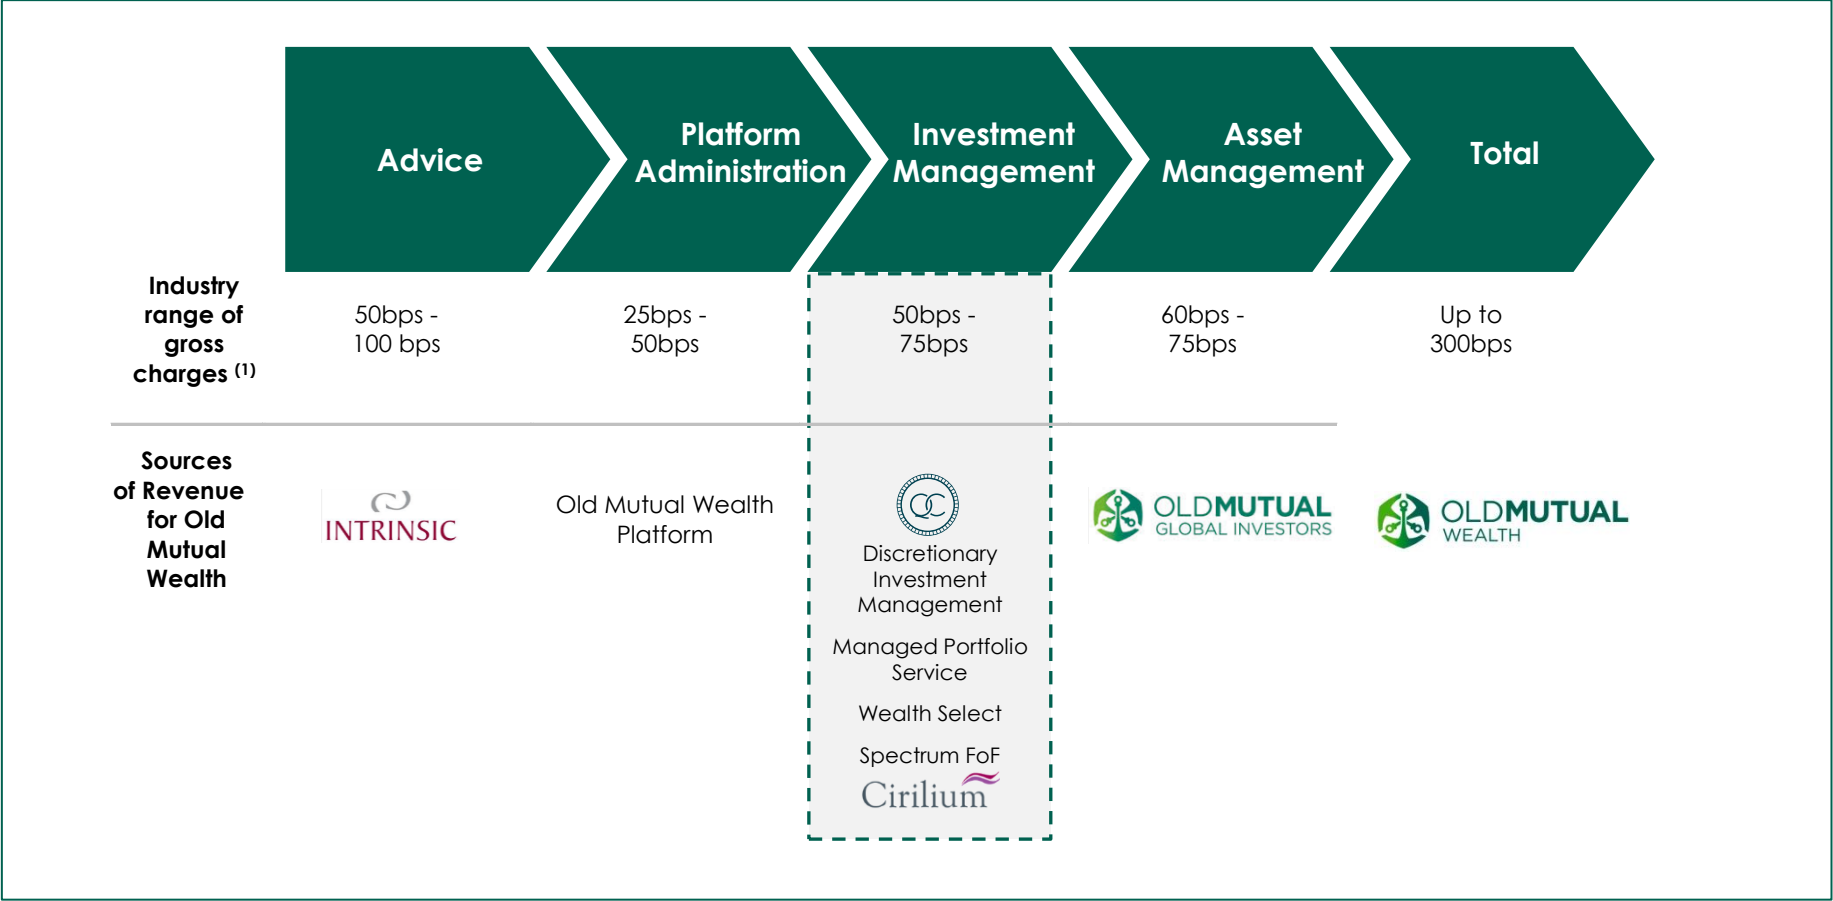 Advice
Platform
Administration
Investment
Management
Asset
Management
Total
Industry
range of
gross
charges (1)
50bps -
100 bps
25bps -
50bps
50bps -
75bps
60bps -
75bps
Up to
300bps
Sources
of Revenue
for Old
Mutual
Wealth
INTRINSIC
Old Mutual Wealth
Platform
QC
Discretionary
Investment
Management
Managed Portfolio
Service
Wealth Select
Spectrum FoF
Cirilium
OLDMUTUAL
GLOBAL INVESTORS
OLDMUTUAL
WEALTH